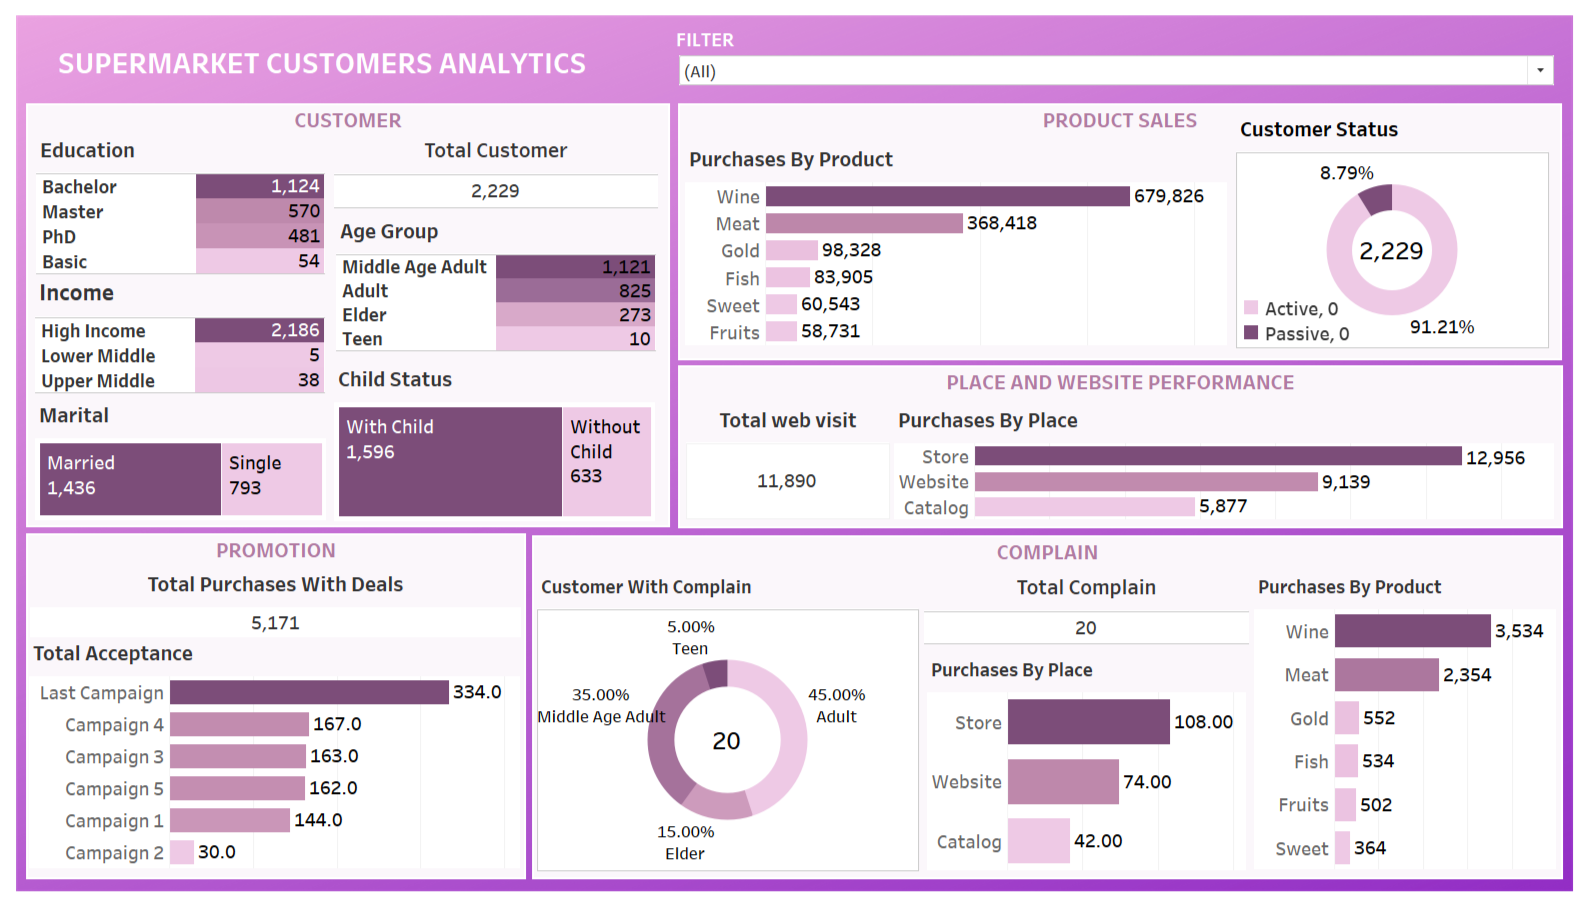 SUPERMARKET CUSTOMERS ANALYTICS
FILTER
(All)
CUSTOMER
Education
Bachelor 1,124
Master 570
PhD 481
Basic 54
Income
High Income 2,186
Lower Middle 5
Upper Middle 38
Marital
Married
1,436
Single
793
Total Customer
2,229
Age Group
Middle Age Adult 1,121
Adult 825
Elder 273
Teen 10
Child Status
With Child
1,596
Without
Child
633
PRODUCT SALES
Purchases By Product
Wine 679,826
Meat 368,418
Gold 98,328
Fish 83,905
Sweet 60,543
Fruits 58,731
Customer Status
8.79%
2,229
Active, 0
Passive, 0
91.21%
PLACE AND WEBSITE PERFORMANCE
Total web visit
11,890
Purchases By Place
Store 12,956
Website 9,139
Catalog 5,877
PROMOTION
Total Purchases With Deals
5,171
Total Acceptance
Last Campaign 334.0
Campaign 4 167.0
Campaign 3 163.0
Campaign 5 162.0
Campaign 1 144.0
Campaign 2 30.0
COMPLAIN
Customer With Complain
5.00%
Teen
35.00%
Middle Age Adult
45.00%
Adult
20
15.00%
Elder
Total Complain
20
Purchases By Place
Store 108.00
Website 74.00
Catalog 42.00
Purchases By Product
Wine 3,534
Meat 2,354
Gold 552
Fish 534
Fruits 502
Sweet 364